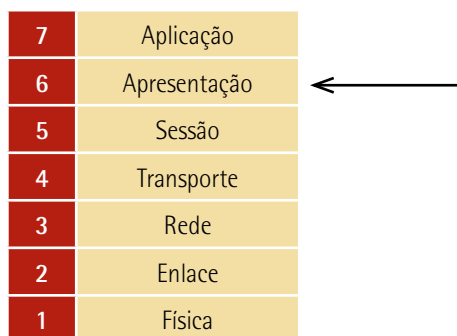 7 Aplicação
6 Apresentação
5 Sessão
4 Transporte
3 Rede
2 Enlace
1 Física